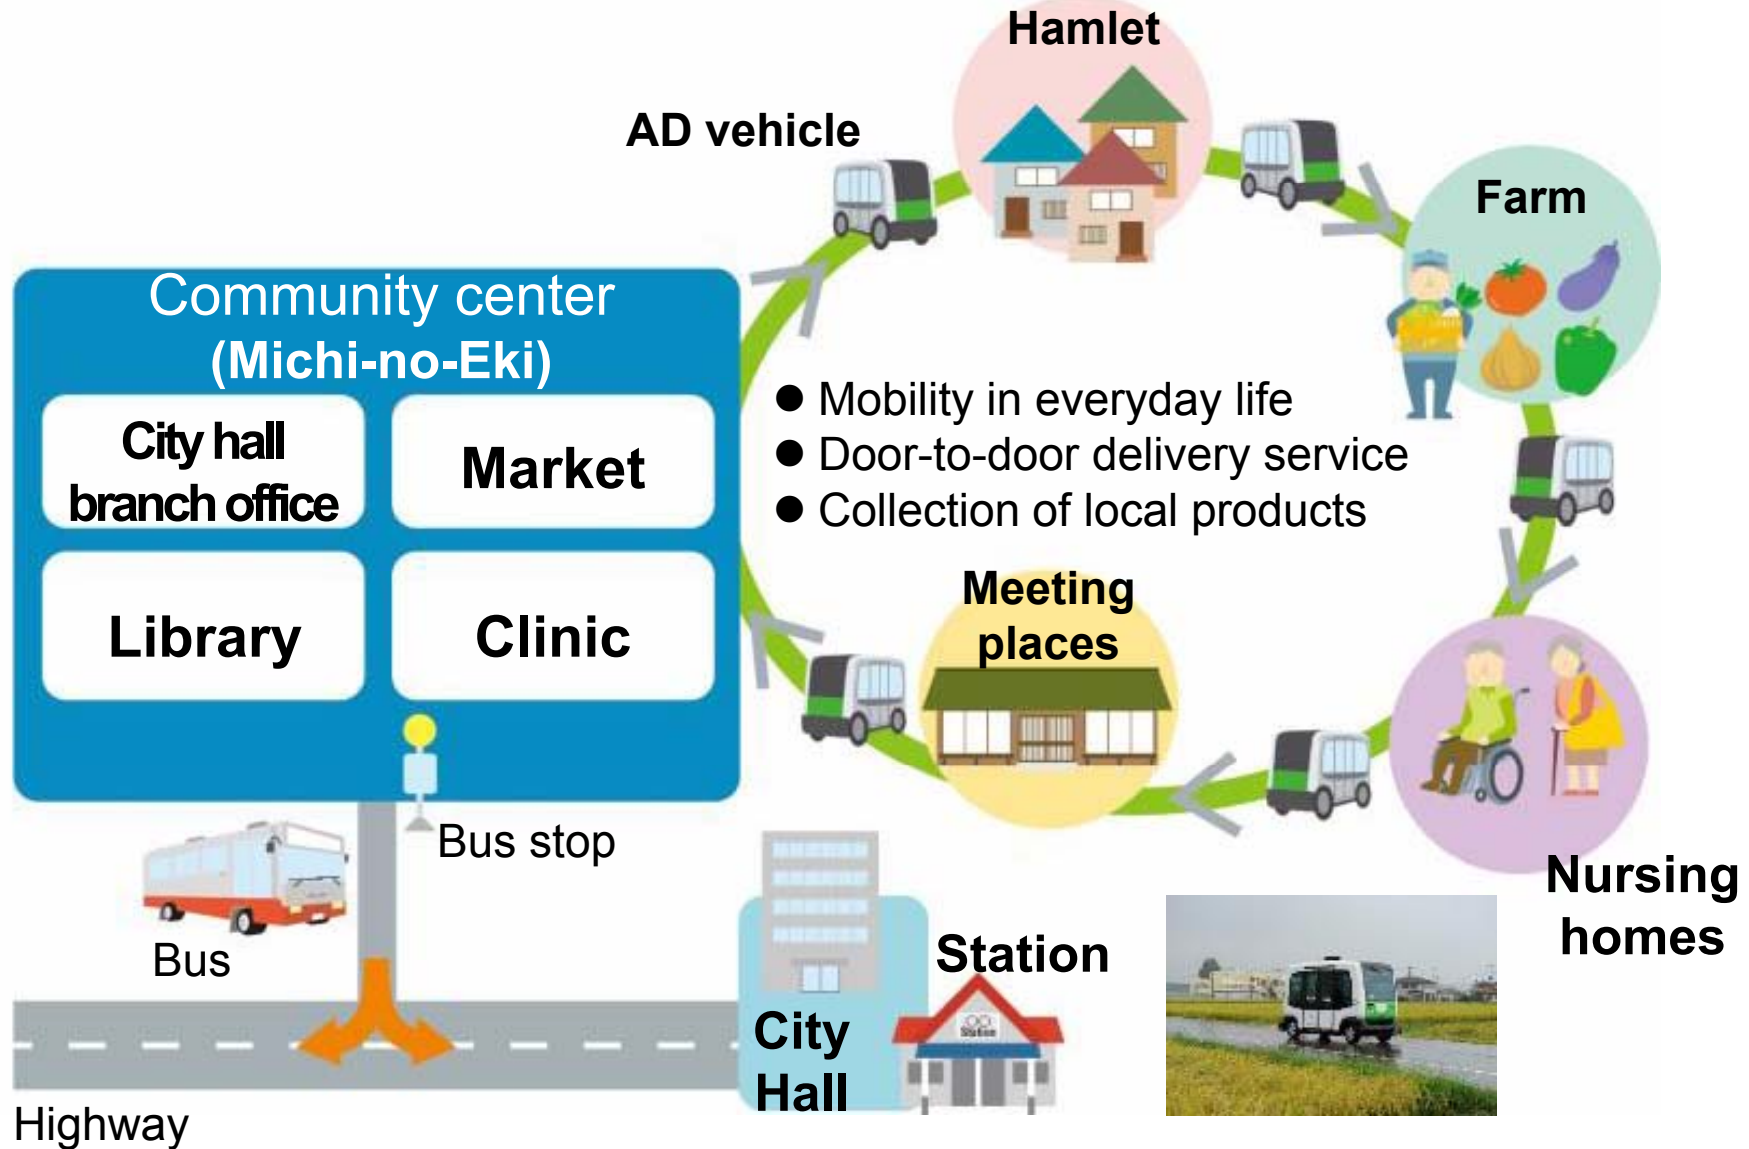 Hamlet
AD vehicle
Farm
Community center
(Michi-no-Eki)
City hall
branch office
Market
Library
Clinic
● Mobility in everyday life
● Door-to-door delivery service
● Collection of local products
Meeting
places
Bus stop
Bus
Nursing
homes
Station
Station
City
Hall
Highway